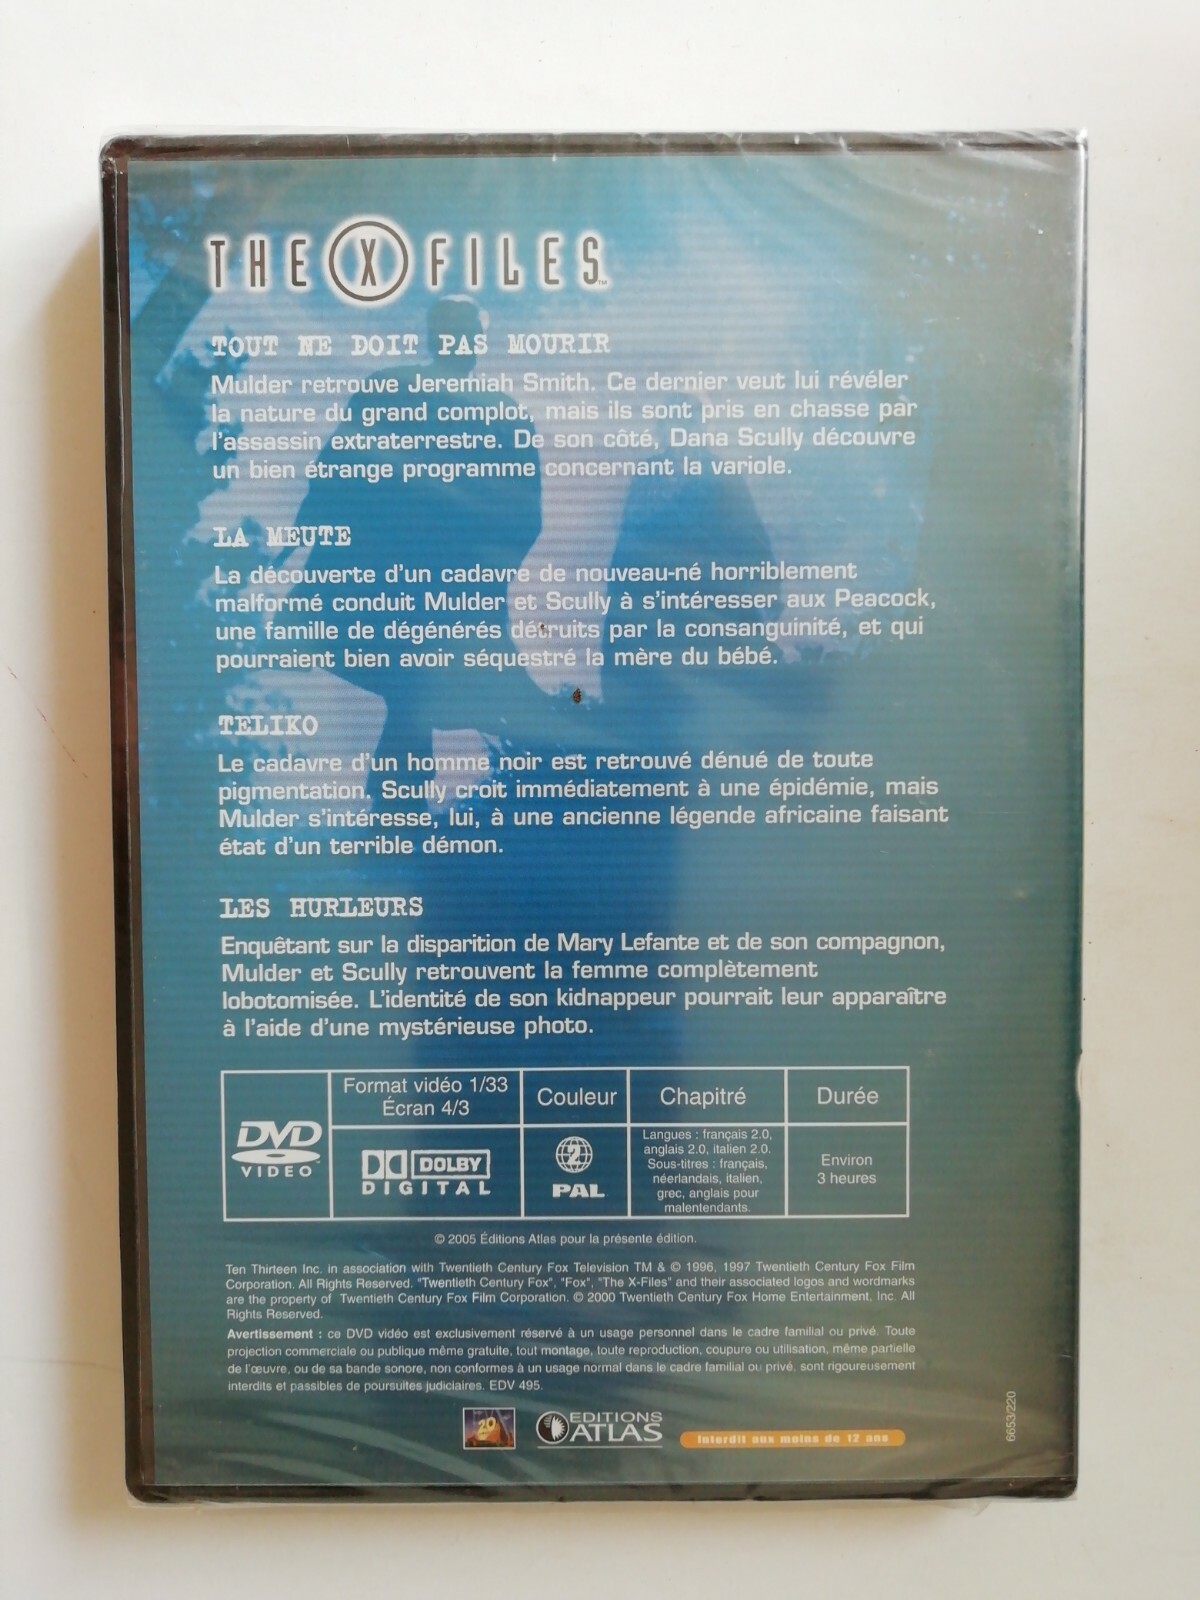 THE X FILES™
TOUT NE DOIT PAS MOURIR
Mulder retrouve Jeremiah Smith. Ce dernier veut lui révéler
la nature du grand complot, mais ils sont pris en chasse par
l'assassin extraterrestre. De son côté, Dana Scully découvre
un bien étrange programme concernant la variole.
LA MEUTE
La découverte d'un cadavre de nouveau-né horriblement
malformé conduit Mulder et Scully à s'intéresser aux Peacock,
une famille de dégénérés détruits par la consanguinité, et qui
pourraient bien avoir séquestré la mère du bébé.
TELIKO
Le cadavre d'un homme noir est retrouvé dénué de toute
pigmentation. Scully croit immédiatement à une épidémie, mais
Mulder s'intéresse, lui, à une ancienne légende africaine faisant
état d'un terrible démon.
LES HURLEURS
Enquêtant sur la disparition de Mary Lefante et de son compagnon,
Mulder et Scully retrouvent la femme complètement
lobotomisée. L'identité de son kidnappeur pourrait leur apparaître
à l'aide d'une mystérieuse photo.
DVD
VIDEO™
Format vidéo 1/33
Écran 4/3
DOLBY
DIGITAL
Couleur
2
PAL
Chapitré
Langues : français 2.0,
anglais 2.0, italien 2.0.
Sous-titres : français,
néerlandais, italien,
grec, anglais pour
malentendants.
Durée
Environ
3 heures
© 2005 Éditions Atlas pour la présente édition.
Ten Thirteen Inc. in association with Twentieth Century Fox Television TM & © 1996, 1997 Twentieth Century Fox Film
Corporation. All Rights Reserved. "Twentieth Century Fox", "Fox", "The X-Files" and their associated logos and wordmarks
are the property of Twentieth Century Fox Film Corporation. © 2000 Twentieth Century Fox Home Entertainment, Inc. All
Rights Reserved.
Avertissement : ce DVD vidéo est exclusivement réservé à un usage personnel dans le cadre familial ou privé. Toute
projection commerciale ou publique même gratuite, tout montage, toute reproduction, coupure ou utilisation, même partielle
de l'œuvre, ou de sa bande sonore, non conformes à un usage normal dans le cadre familial ou privé, sont rigoureusement
interdits et passibles de poursuites judiciaires. EDV 495.
20
EDITIONS
ATLAS
Interdit aux moins de 12 ans
6653/220